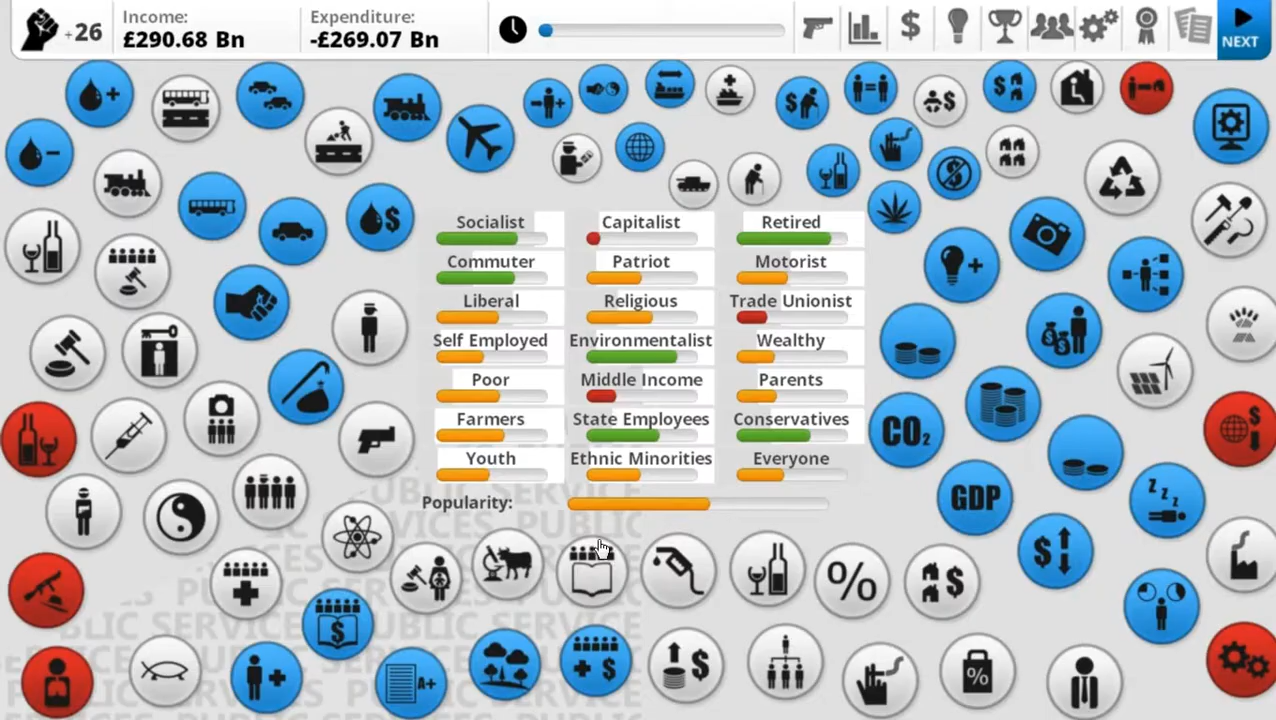 +26
Income:
£290.68 Bn
Expenditure:
-£269.07 Bn
$
NEXT
Socialist Capitalist Retired
Commuter Patriot Motorist
Liberal Religious Trade Unionist
Self Employed Environmentalist Wealthy
Poor Middle Income Parents
Farmers State Employees Conservatives
Youth Ethnic Minorities Everyone
Popularity:
CO₂
GDP
A+
%
PUBLIC SERVICES